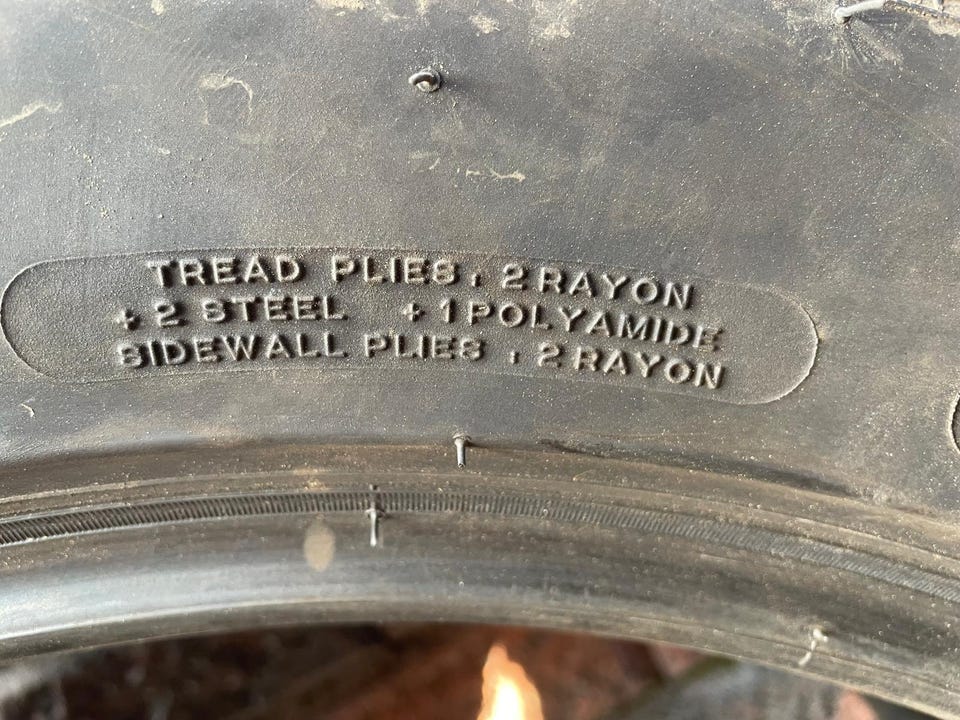 TREAD PLIES: 2 RAYON
+ 2 STEEL + 1 POLYAMIDE
SIDEWALL PLIES : 2 RAYON